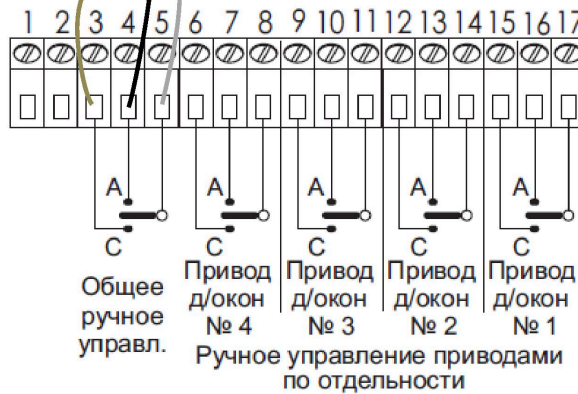 1 2 3 4 5 6 7 8 9 10 11 12 13 14 15 16 17
А А А А А
С С С С С
Общее
ручное
управл.
Привод
д/окон
№ 4
Привод
д/окон
№ 3
Привод
д/окон
№ 2
Привод
д/окон
№ 1
Ручное управление приводами
по отдельности